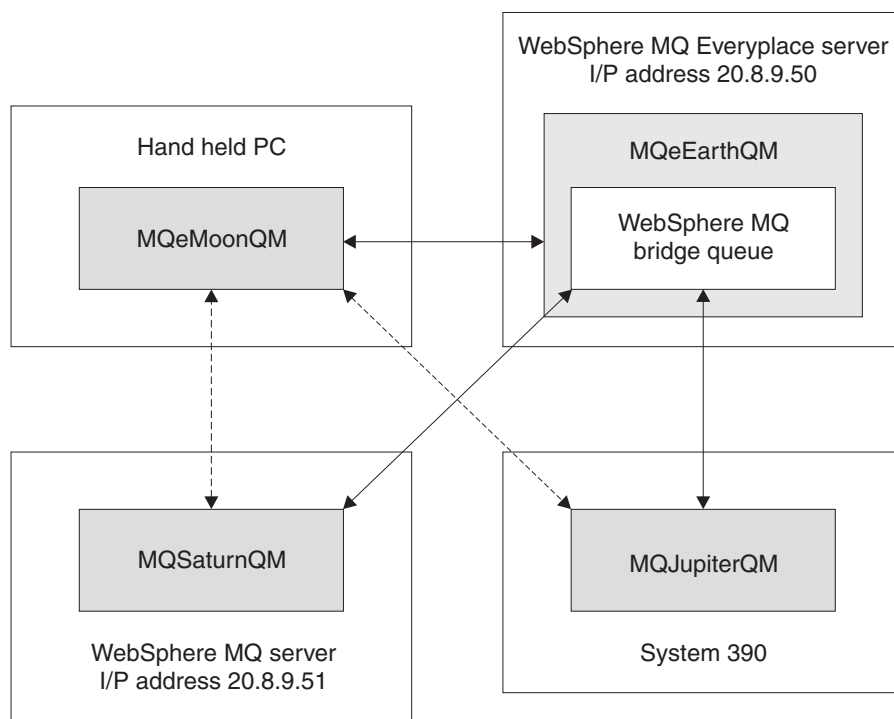 WebSphere MQ Everyplace server
I/P address 20.8.9.50
Hand held PC
MQeEarthQM
MQeMoonQM
WebSphere MQ
bridge queue
MQSaturnQM
MQJupiterQM
WebSphere MQ server
I/P address 20.8.9.51
System 390